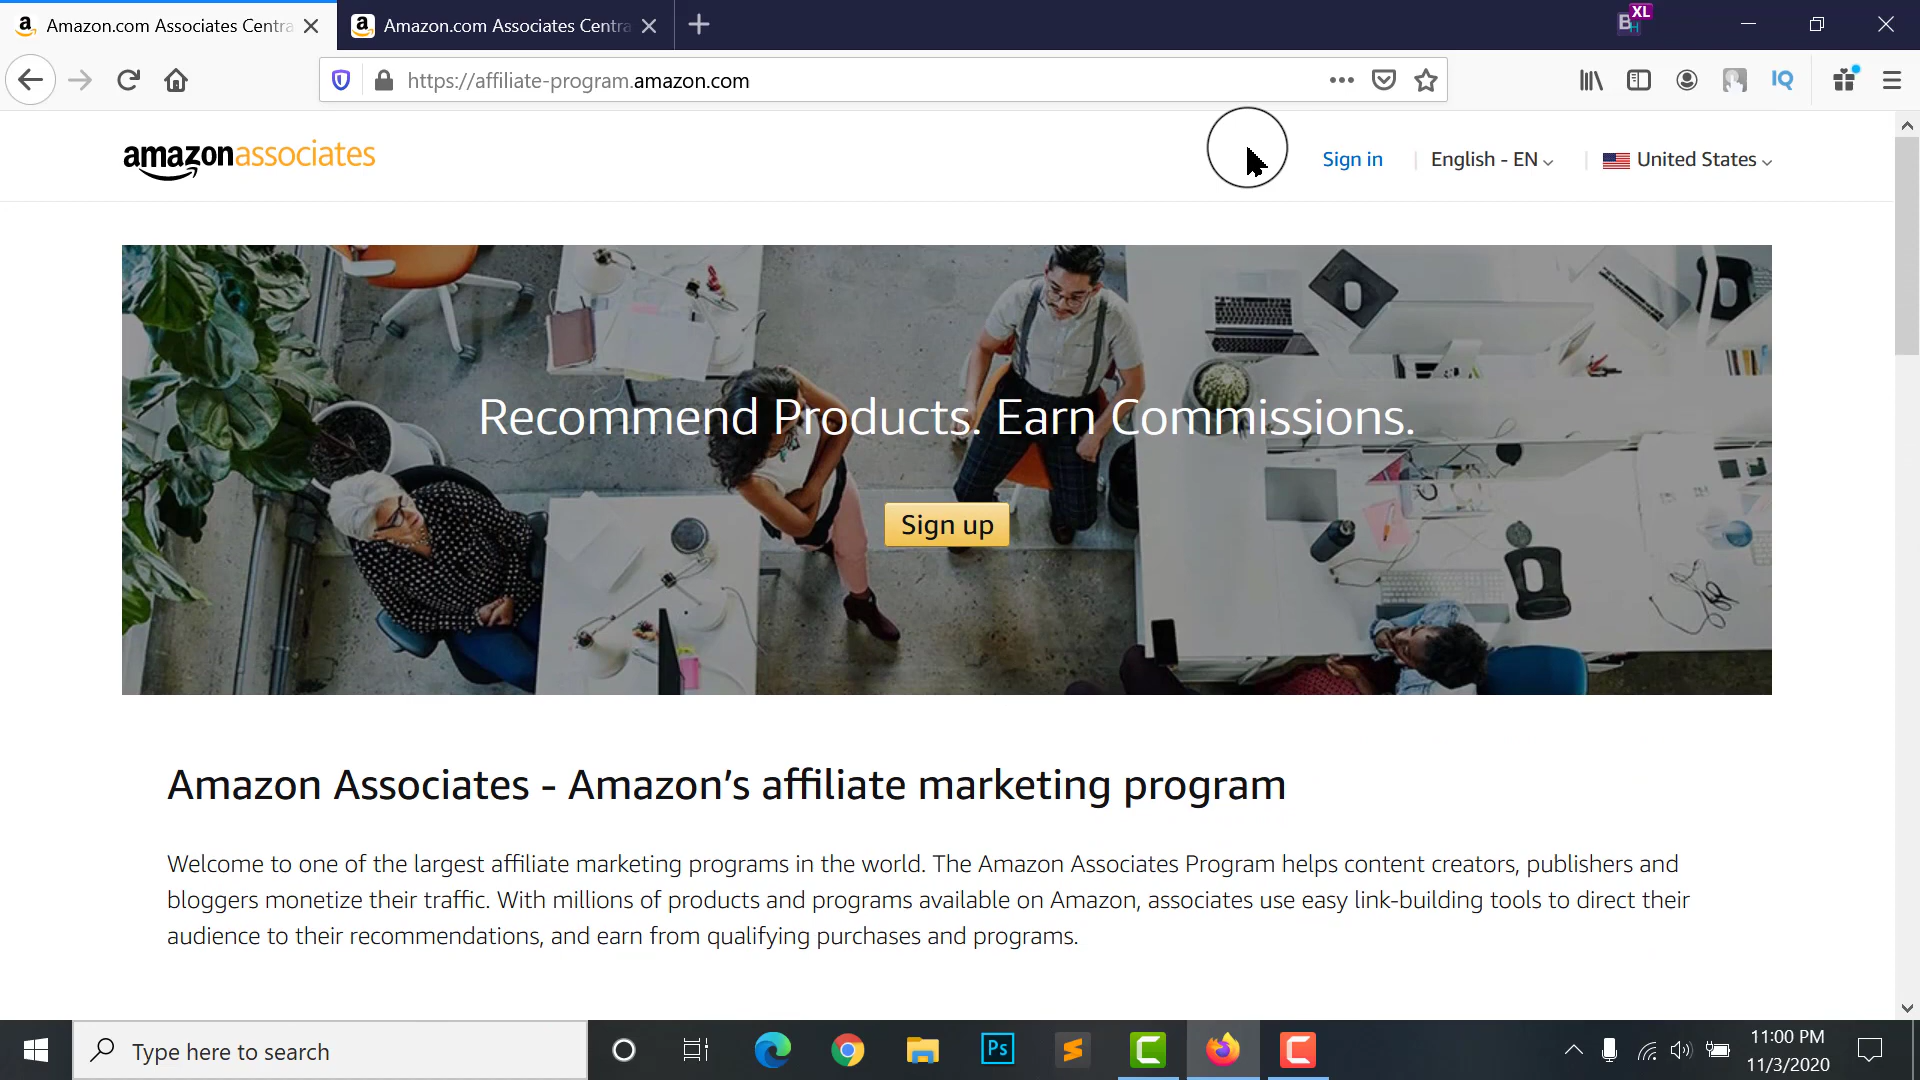 Amazon.com Associates Centra
Amazon.com Associates Centra
XL
BH
https://affiliate-program.amazon.com
IQ
amazonassociates
Sign in
English - EN
United States
Recommend Products. Earn Commissions.
Sign up
Amazon Associates - Amazon's affiliate marketing program
Welcome to one of the largest affiliate marketing programs in the world. The Amazon Associates Program helps content creators, publishers and
bloggers monetize their traffic. With millions of products and programs available on Amazon, associates use easy link-building tools to direct their
audience to their recommendations, and earn from qualifying purchases and programs.
Type here to search
Ps
11:00 PM
11/3/2020